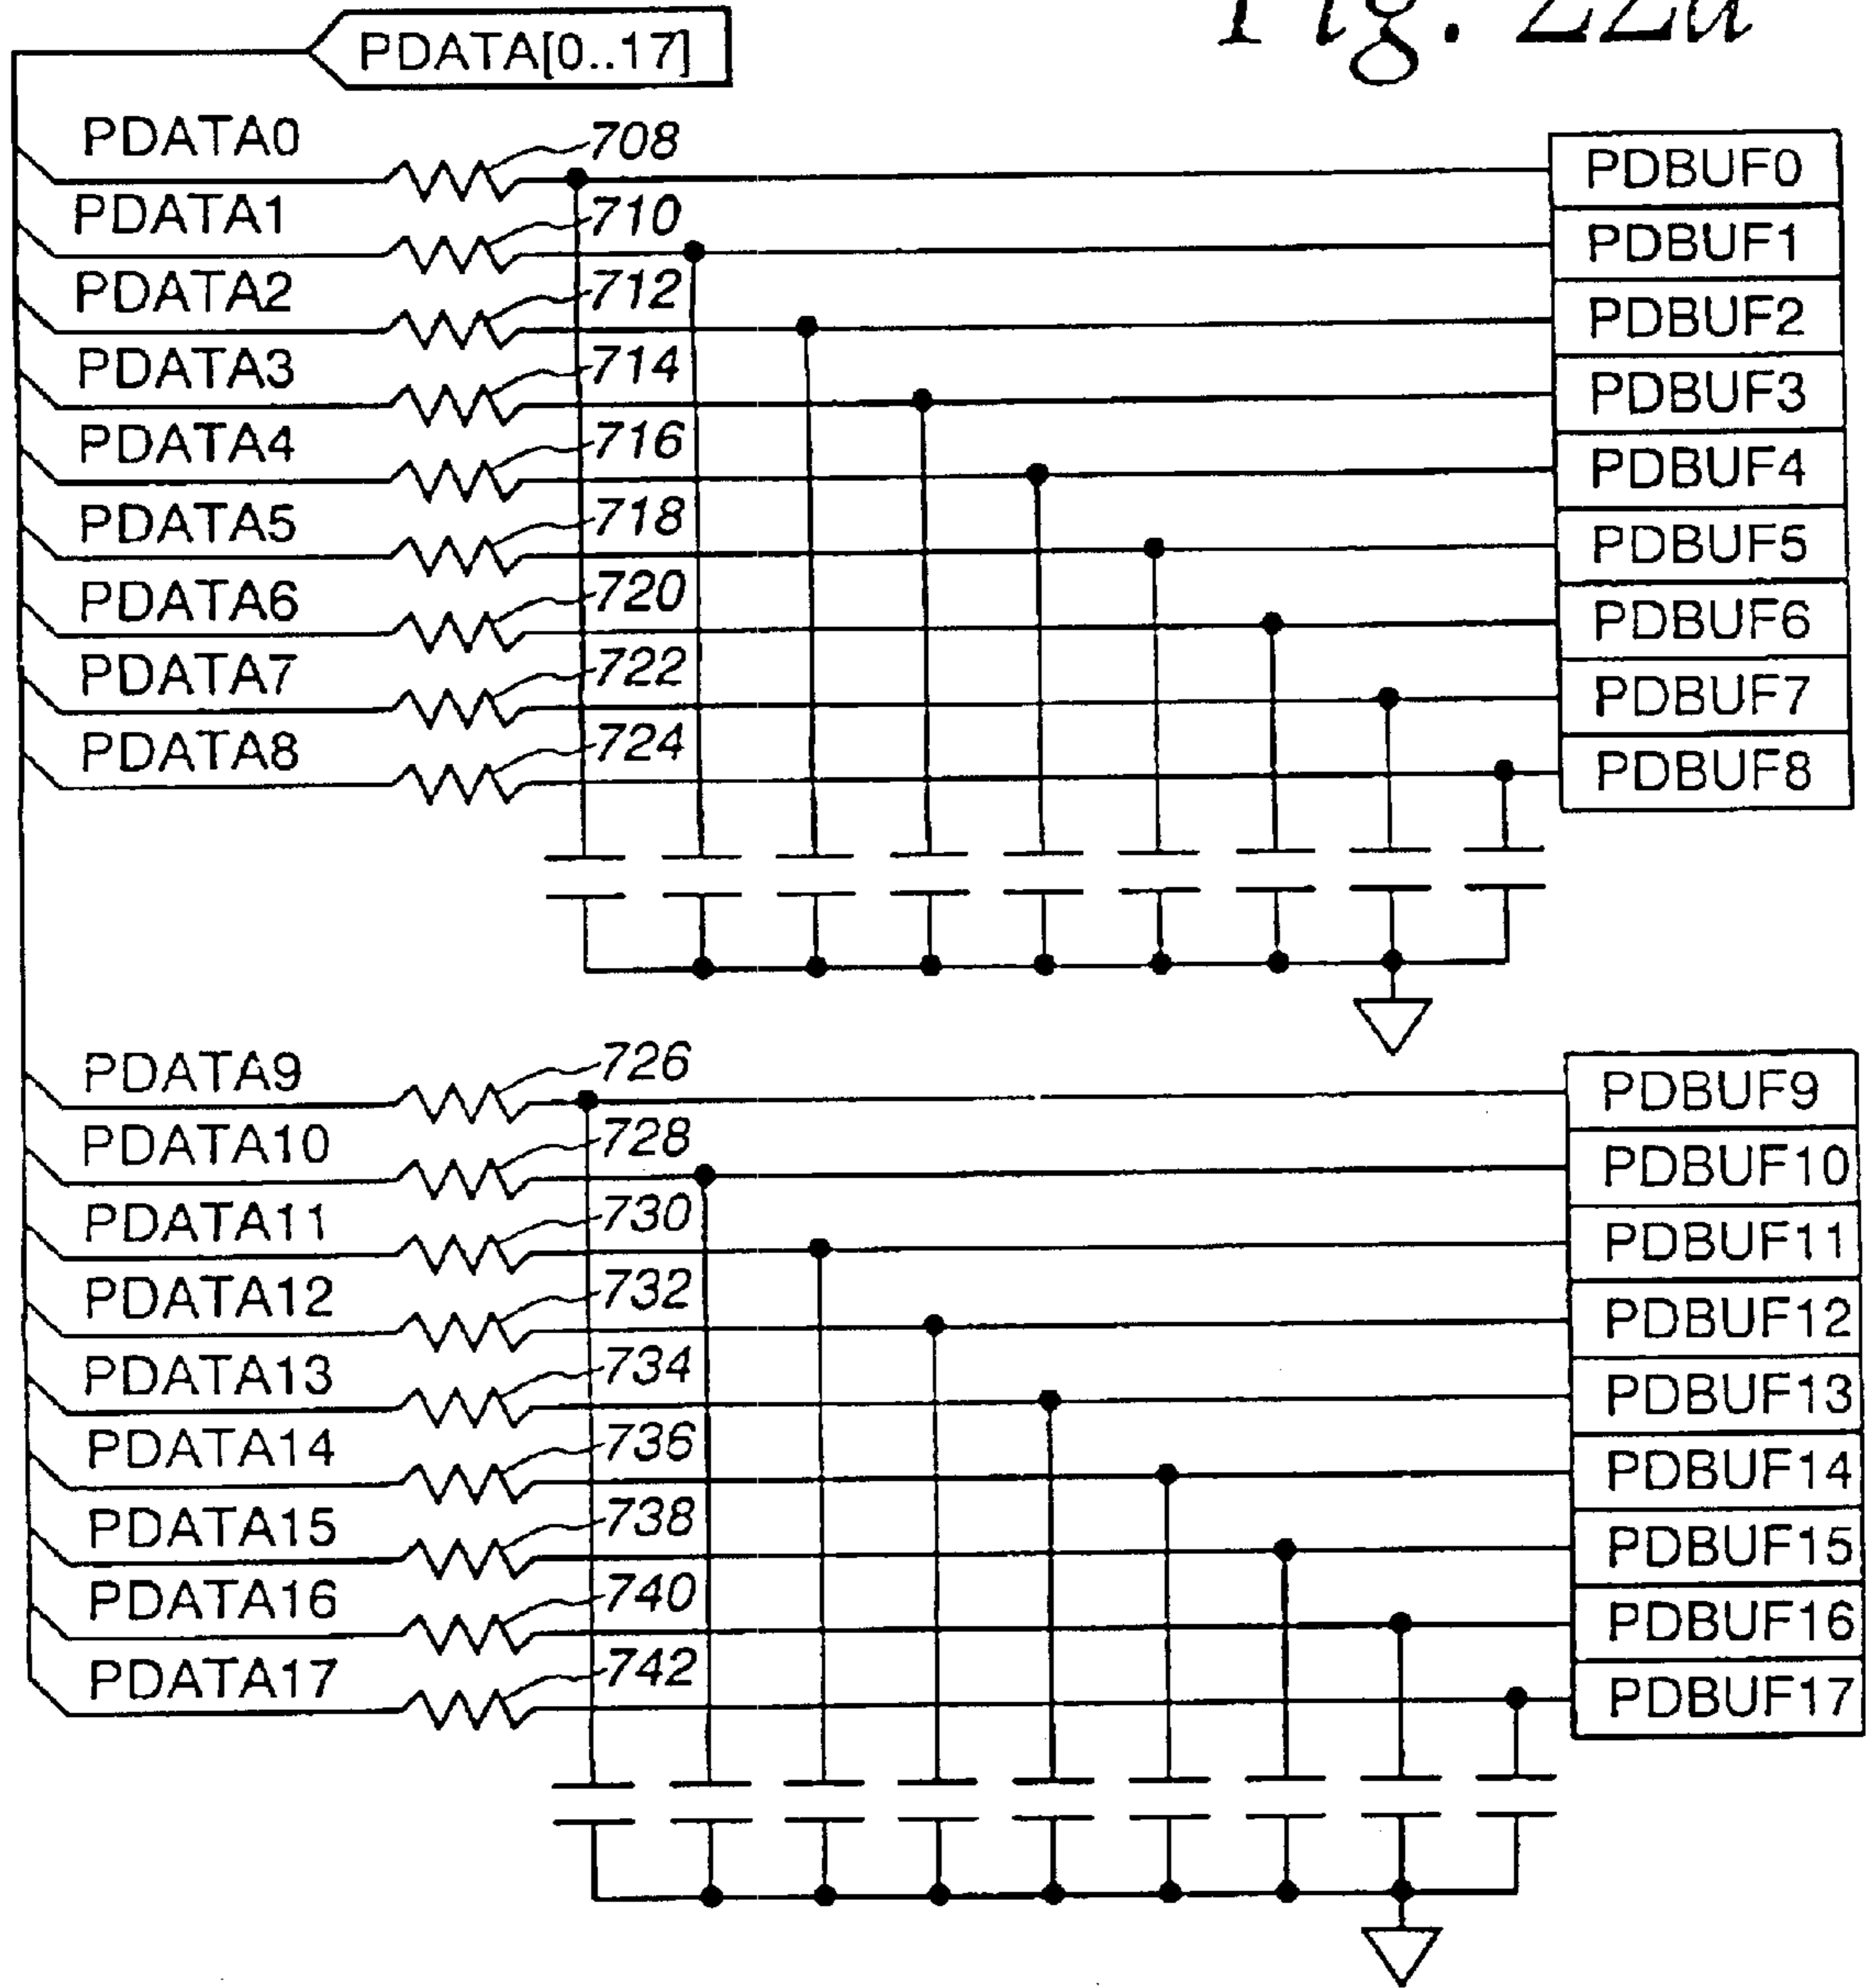 Fig. 22a
PDATA[0..17]
PDATA0 708 PDBUF0
PDATA1 710 PDBUF1
PDATA2 712 PDBUF2
PDATA3 714 PDBUF3
PDATA4 716 PDBUF4
PDATA5 718 PDBUF5
PDATA6 720 PDBUF6
PDATA7 722 PDBUF7
PDATA8 724 PDBUF8
PDATA9 726 PDBUF9
PDATA10 728 PDBUF10
PDATA11 730 PDBUF11
PDATA12 732 PDBUF12
PDATA13 734 PDBUF13
PDATA14 736 PDBUF14
PDATA15 738 PDBUF15
PDATA16 740 PDBUF16
PDATA17 742 PDBUF17